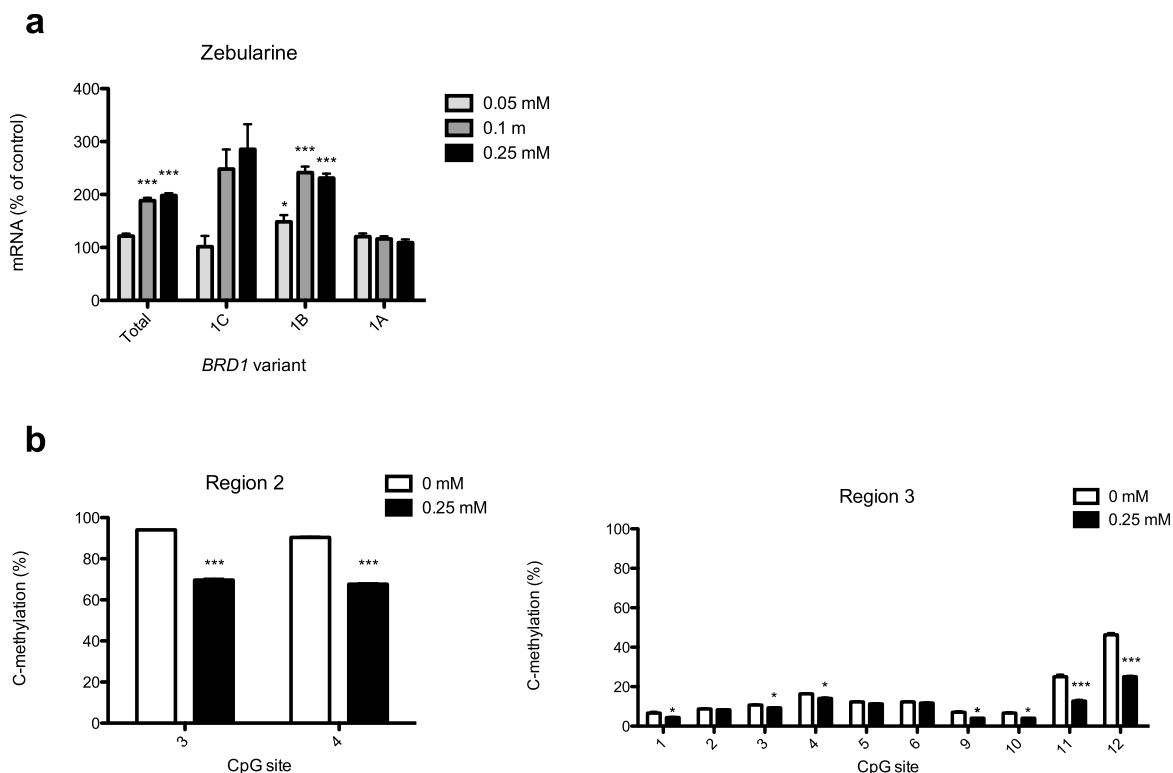 a
Zebularine
mRNA (% of control)
400
300
200
100
0
*** ***
* *** ***
Total 1C 1B 1A
BRD1 variant
0.05 mM
0.1 m
0.25 mM
b
Region 2
0 mM
0.25 mM
C-methylation (%)
100
80
60
40
20
0
*** ***
3 4
CpG site
Region 3
0 mM
0.25 mM
C-methylation (%)
100
80
60
40
20
0
* * * * * *** ***
1 2 3 4 5 6 9 10 11 12
CpG site